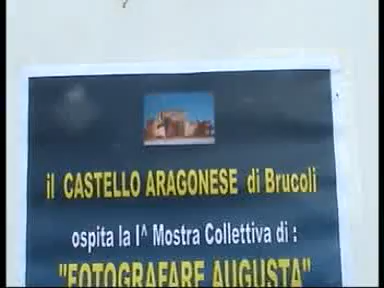 il CASTELLO ARAGONESE di Brucoli
ospita la I^ Mostra Collettiva di :
"FOTOGRAFARE AUGUSTA"